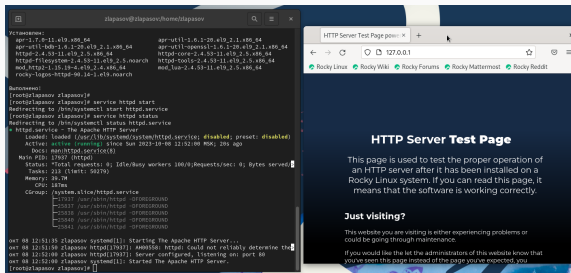 zlapasov@zlapasov:/home/zlapasov
Установлен:
apr-1.7.0-11.el9.x86_64 apr-util-1.6.1-20.el9_2.1.x86_64
apr-util-bdb-1.6.1-20.el9_2.1.x86_64 apr-util-openssl-1.6.1-20.el9_2.1.x86_64
httpd-2.4.53-11.el9_2.5.x86_64 httpd-core-2.4.53-11.el9_2.5.x86_64
httpd-filesystem-2.4.53-11.el9_2.5.noarch httpd-tools-2.4.53-11.el9_2.5.x86_64
mod_http2-1.15.19-4.el9_2.4.x86_64 mod_lua-2.4.53-11.el9_2.5.x86_64
rocky-logos-httpd-90.14-1.el9.noarch
Выполнено!
[root@zlapasov zlapasov]# service httpd start
Redirecting to /bin/systemctl start httpd.service
[root@zlapasov zlapasov]# service httpd status
Redirecting to /bin/systemctl status httpd.service
● httpd.service - The Apache HTTP Server
Loaded: loaded (/usr/lib/systemd/system/httpd.service; disabled; preset: disabled)
Active: active (running) since Sun 2023-10-08 12:52:00 MSK; 20s ago
Docs: man:httpd.service(8)
Main PID: 17937 (httpd)
Status: "Total requests: 0; Idle/Busy workers 100/0;Requests/sec: 0; Bytes served/>
Tasks: 213 (limit: 50279)
Memory: 39.7M
CPU: 187ms
CGroup: /system.slice/httpd.service
├─17937 /usr/sbin/httpd -DFOREGROUND
├─25837 /usr/sbin/httpd -DFOREGROUND
├─25838 /usr/sbin/httpd -DFOREGROUND
├─25840 /usr/sbin/httpd -DFOREGROUND
└─25841 /usr/sbin/httpd -DFOREGROUND
окт 08 12:51:35 zlapasov systemd[1]: Starting The Apache HTTP Server...
окт 08 12:51:50 zlapasov httpd[17937]: AH00558: httpd: Could not reliably determine the>
окт 08 12:52:00 zlapasov httpd[17937]: Server configured, listening on: port 80
окт 08 12:52:00 zlapasov systemd[1]: Started The Apache HTTP Server.
[root@zlapasov zlapasov]#
HTTP Server Test Page powe
127.0.0.1
Rocky Linux Rocky Wiki Rocky Forums Rocky Mattermost Rocky Reddit
HTTP Server Test Page
This page is used to test the proper operation of
an HTTP server after it has been installed on a
Rocky Linux system. If you can read this page, it
means that the software is working correctly.
Just visiting?
This website you are visiting is either experiencing problems or
could be going through maintenance.
If you would like the let the administrators of this website know that
you've seen this page instead of the page you've expected, you